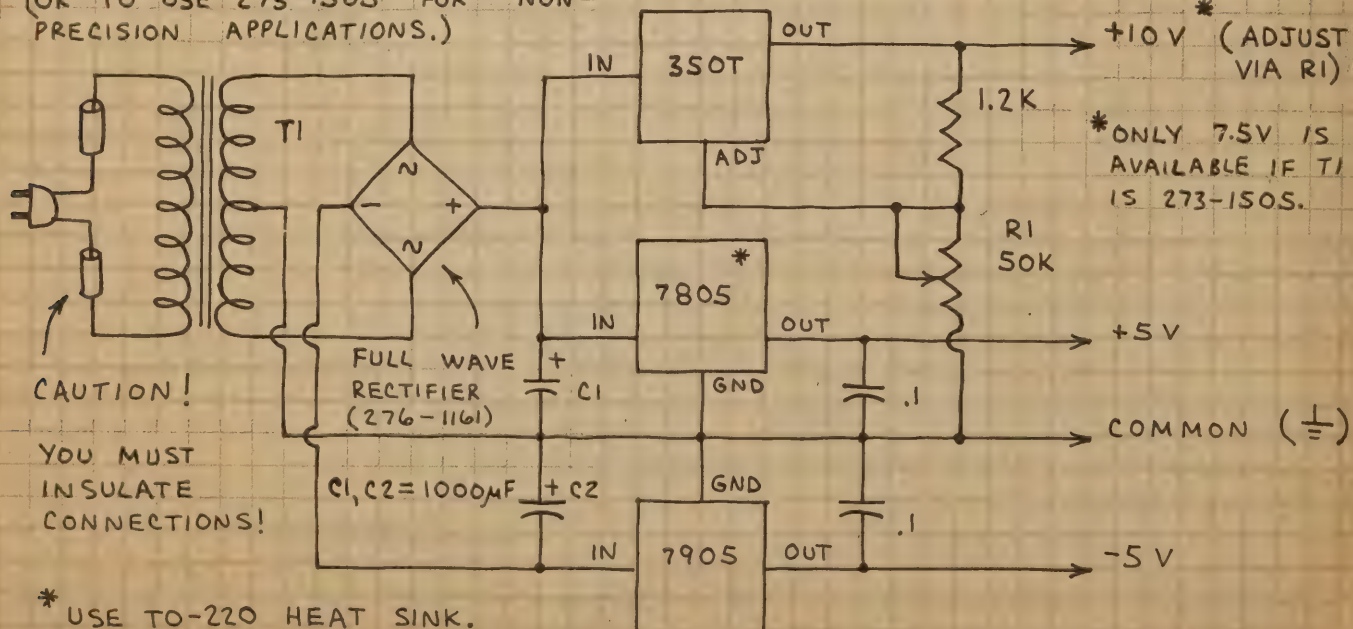 (OR TO USE 273-1505 FOR NON-
PRECISION APPLICATIONS.)
OUT
IN
350T
ADJ
+10V * (ADJUST
VIA R1)
1.2K
* ONLY 7.5V IS
AVAILABLE IF T1
IS 273-1505.
T1
~
- +
~
R1
50K
*
7805
IN
OUT
GND
+5V
CAUTION!
FULL WAVE
RECTIFIER
(276-1161)
+
C1
.1
COMMON (⏚)
YOU MUST
INSULATE
CONNECTIONS!
C1, C2 = 1000µF
+ C2
GND
.1
IN
7905
OUT
-5V
* USE TO-220 HEAT SINK.